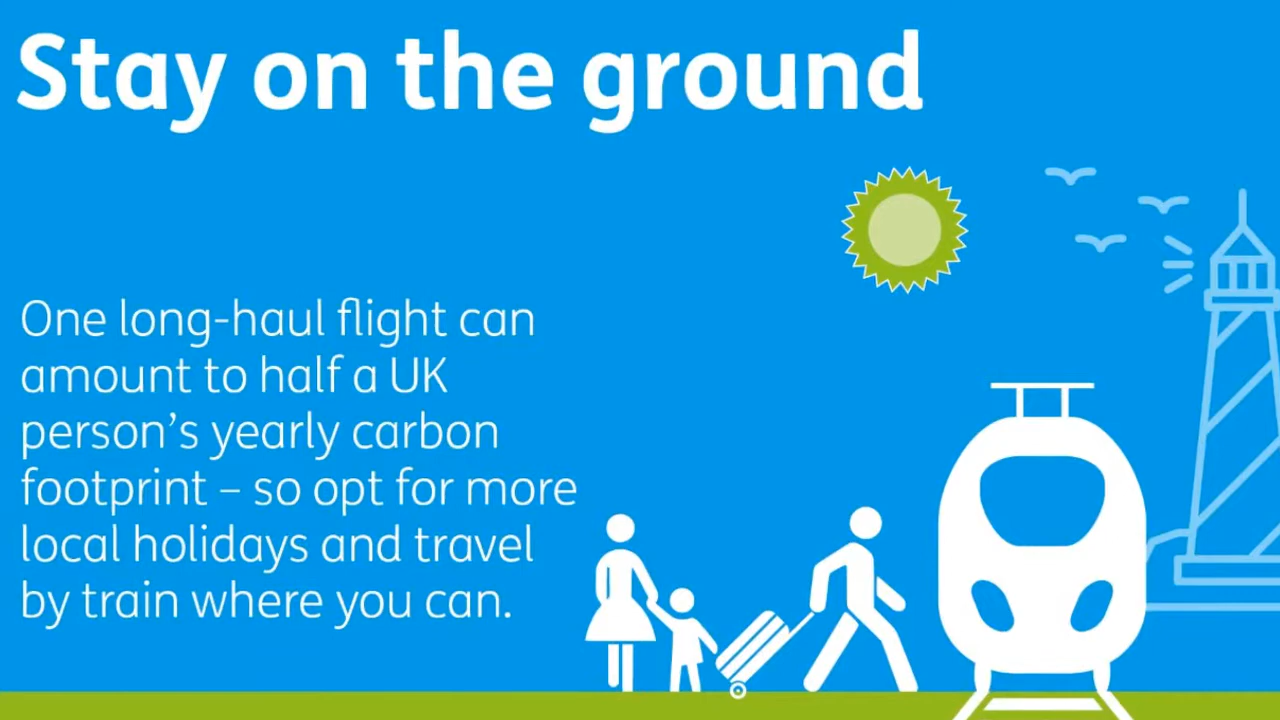 Stay on the ground
One long-haul flight can
amount to half a UK
person’s yearly carbon
footprint – so opt for more
local holidays and travel
by train where you can.